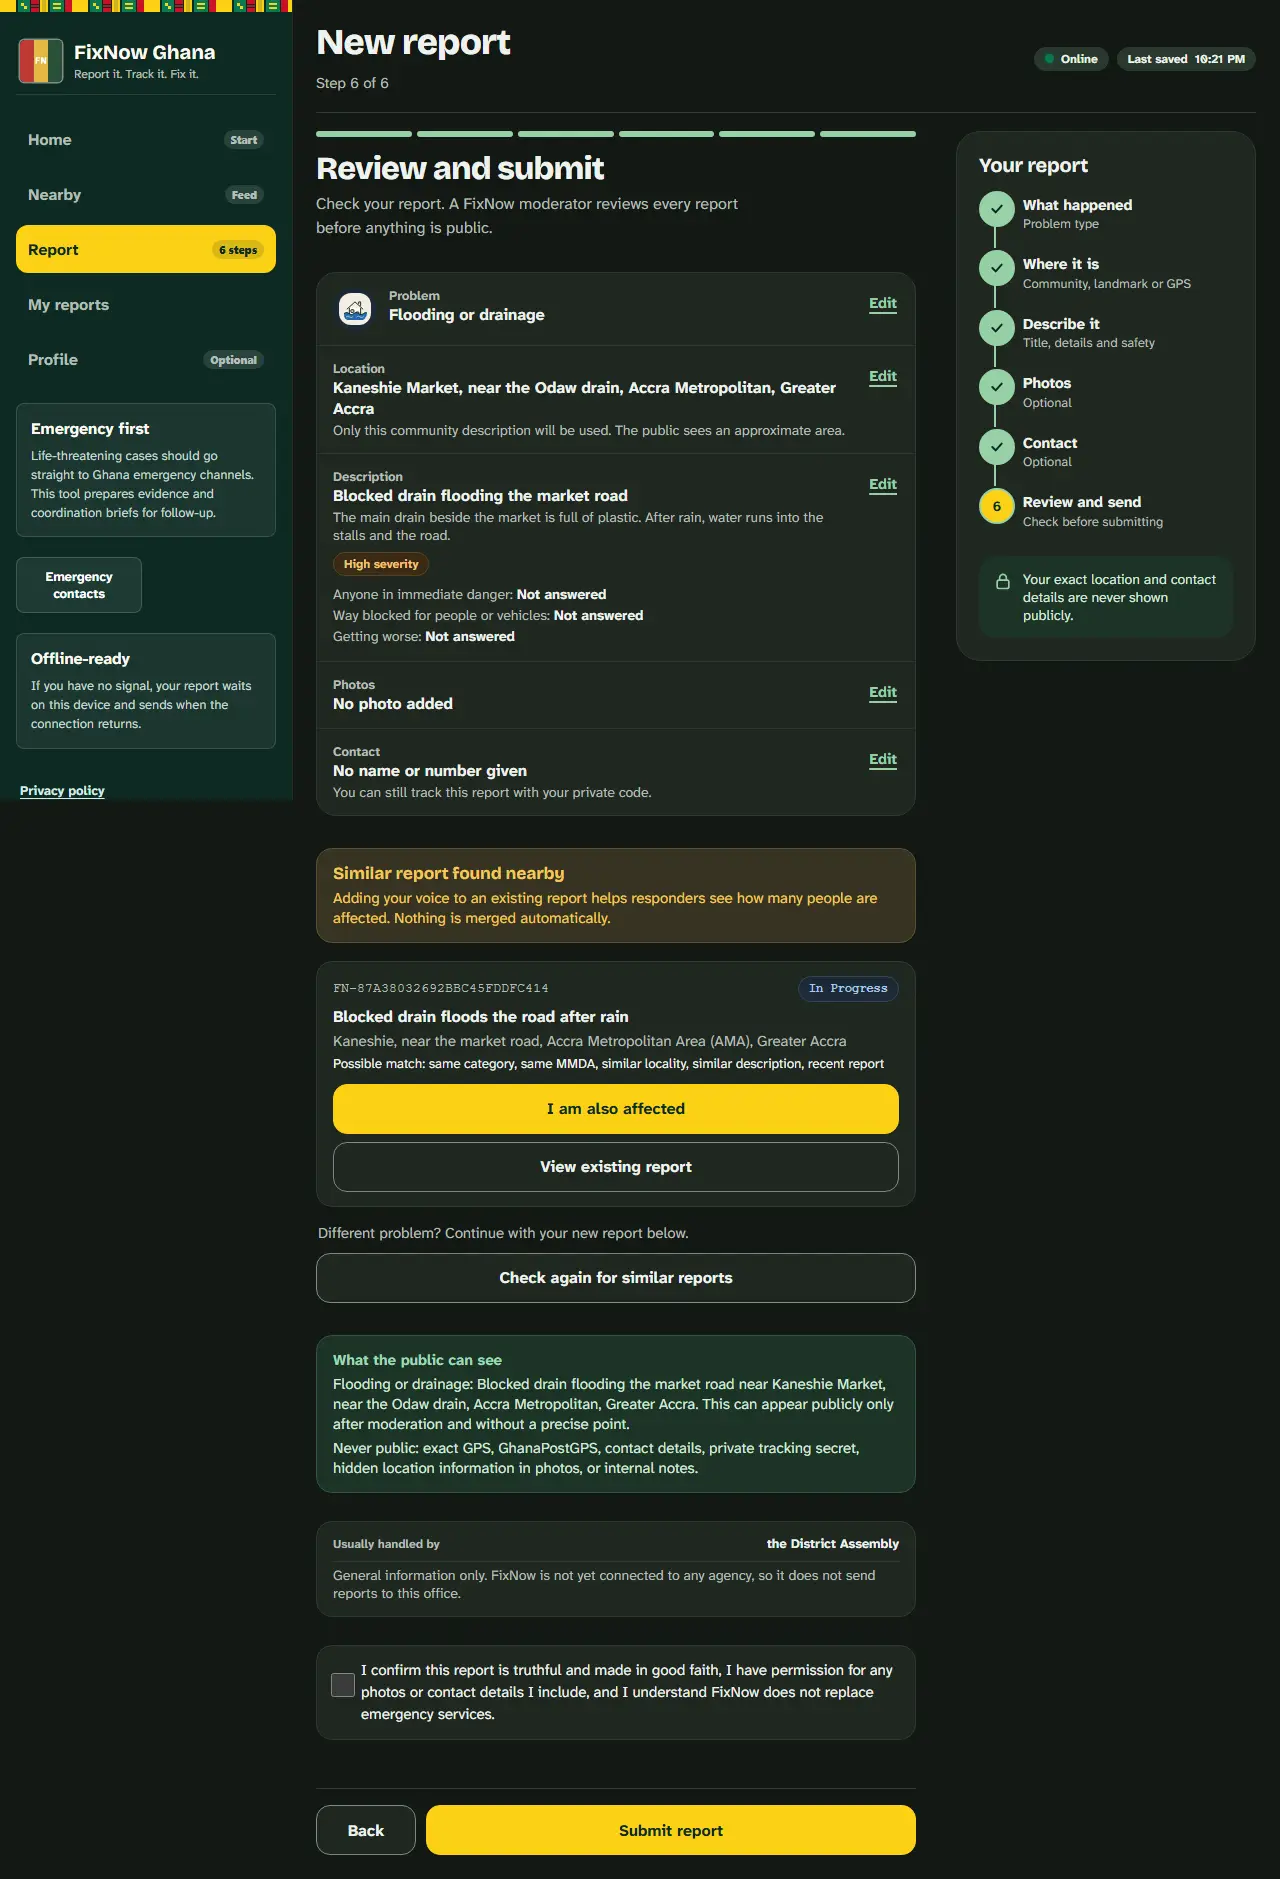 FN
FixNow Ghana
Report it. Track it. Fix it.
Home
Start
Nearby
Feed
Report
6 steps
My reports
Profile
Optional
Emergency first
Life-threatening cases should go
straight to Ghana emergency channels.
This tool prepares evidence and
coordination briefs for follow-up.
Emergency
contacts
Offline-ready
If you have no signal, your report waits
on this device and sends when the
connection returns.
Privacy policy
New report
Step 6 of 6
Online
Last saved 10:21 PM
Review and submit
Check your report. A FixNow moderator reviews every report
before anything is public.
Problem
Flooding or drainage
Edit
Location
Kaneshie Market, near the Odaw drain, Accra Metropolitan, Greater
Accra
Only this community description will be used. The public sees an approximate area.
Edit
Description
Blocked drain flooding the market road
The main drain beside the market is full of plastic. After rain, water runs into the
stalls and the road.
Edit
High severity
Anyone in immediate danger: Not answered
Way blocked for people or vehicles: Not answered
Getting worse: Not answered
Photos
No photo added
Edit
Contact
No name or number given
You can still track this report with your private code.
Edit
Similar report found nearby
Adding your voice to an existing report helps responders see how many people are
affected. Nothing is merged automatically.
FN-87A38032692BBC45FDDFC414
In Progress
Blocked drain floods the road after rain
Kaneshie, near the market road, Accra Metropolitan Area (AMA), Greater Accra
Possible match: same category, same MMDA, similar locality, similar description, recent report
I am also affected
View existing report
Different problem? Continue with your new report below.
Check again for similar reports
What the public can see
Flooding or drainage: Blocked drain flooding the market road near Kaneshie Market,
near the Odaw drain, Accra Metropolitan, Greater Accra. This can appear publicly only
after moderation and without a precise point.
Never public: exact GPS, GhanaPostGPS, contact details, private tracking secret,
hidden location information in photos, or internal notes.
Usually handled by
the District Assembly
General information only. FixNow is not yet connected to any agency, so it does not send
reports to this office.
I confirm this report is truthful and made in good faith, I have permission for any
photos or contact details I include, and I understand FixNow does not replace
emergency services.
Back
Submit report
Your report
What happened
Problem type
Where it is
Community, landmark or GPS
Describe it
Title, details and safety
Photos
Optional
Contact
Optional
6
Review and send
Check before submitting
Your exact location and contact
details are never shown
publicly.